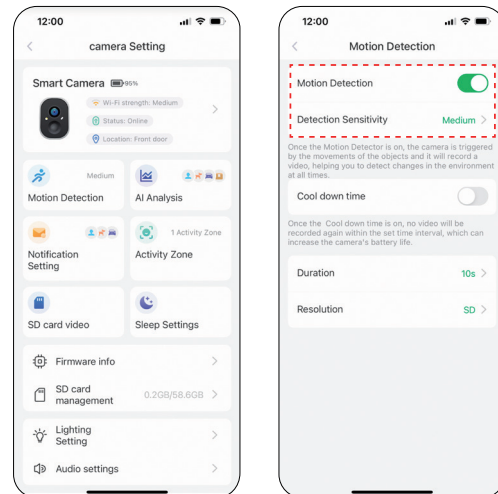 12:00
camera Setting
Smart Camera 95%
Wi-Fi strength: Medium
Status: Online
Location: Front door
Medium
Motion Detection
AI Analysis
Notification
Setting
1 Activity Zone
Activity Zone
SD card video
Sleep Settings
Firmware info
SD card
management
0.2GB/58.6GB
Lighting
Setting
Audio settings
12:00
Motion Detection
Motion Detection
Detection Sensitivity
Medium
Once the Motion Detector is on, the camera is triggered
by the movements of the objects and it will record a
video, helping you to detect changes in the environment
at all times.
Cool down time
Once the Cool down time is on, no video will be
recorded again within the set time interval, which can
increase the camera's battery life.
Duration
10s
Resolution
SD